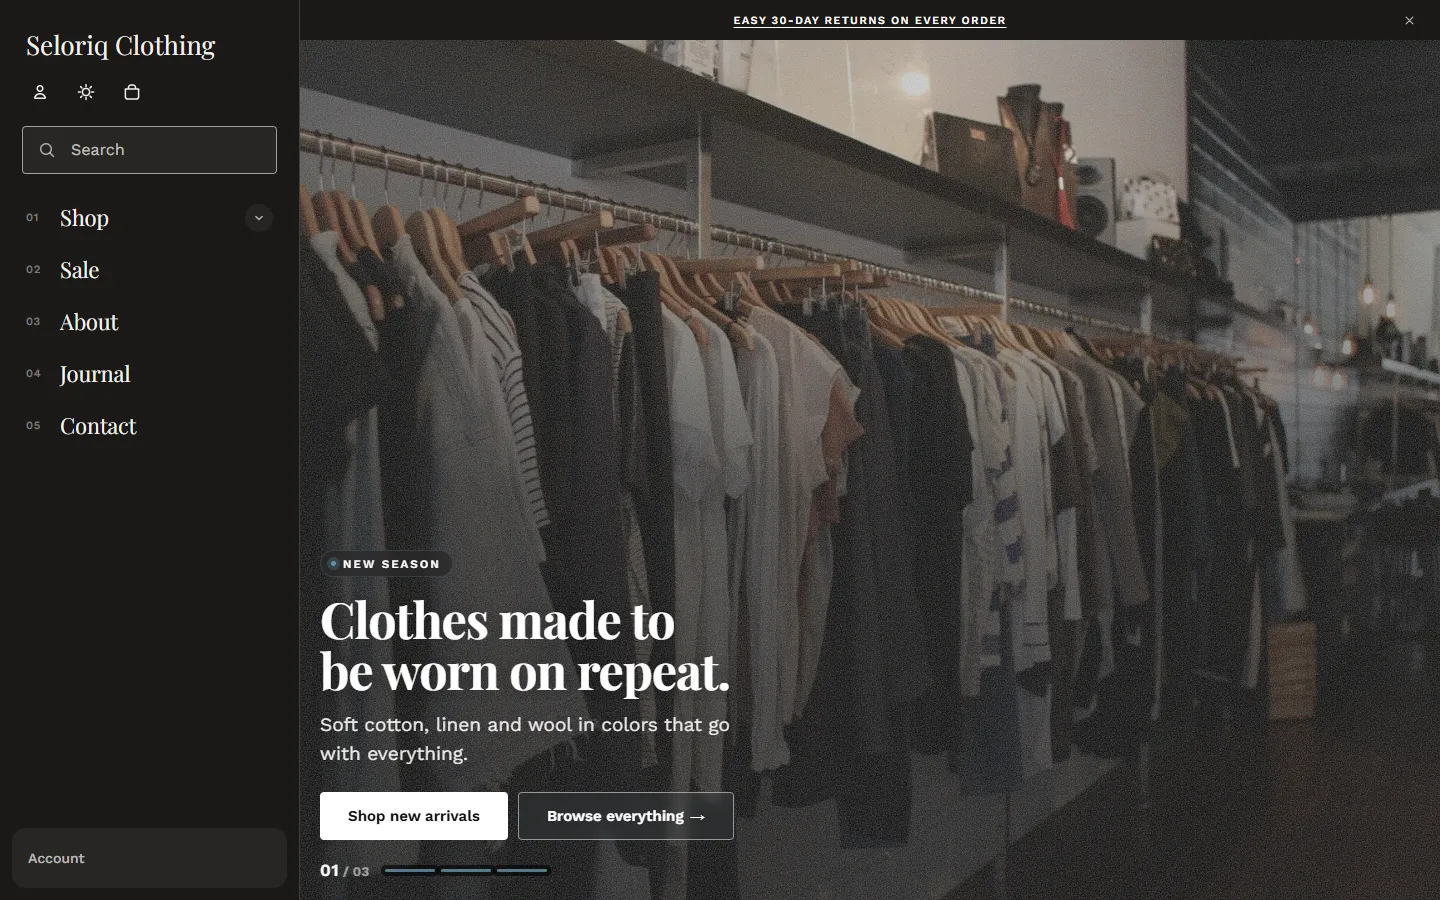 Seloriq Clothing
Search
01 Shop
02 Sale
03 About
04 Journal
05 Contact
Account
EASY 30-DAY RETURNS ON EVERY ORDER
NEW SEASON
Clothes made to
be worn on repeat.
Soft cotton, linen and wool in colors that go
with everything.
Shop new arrivals
Browse everything →
01 / 03